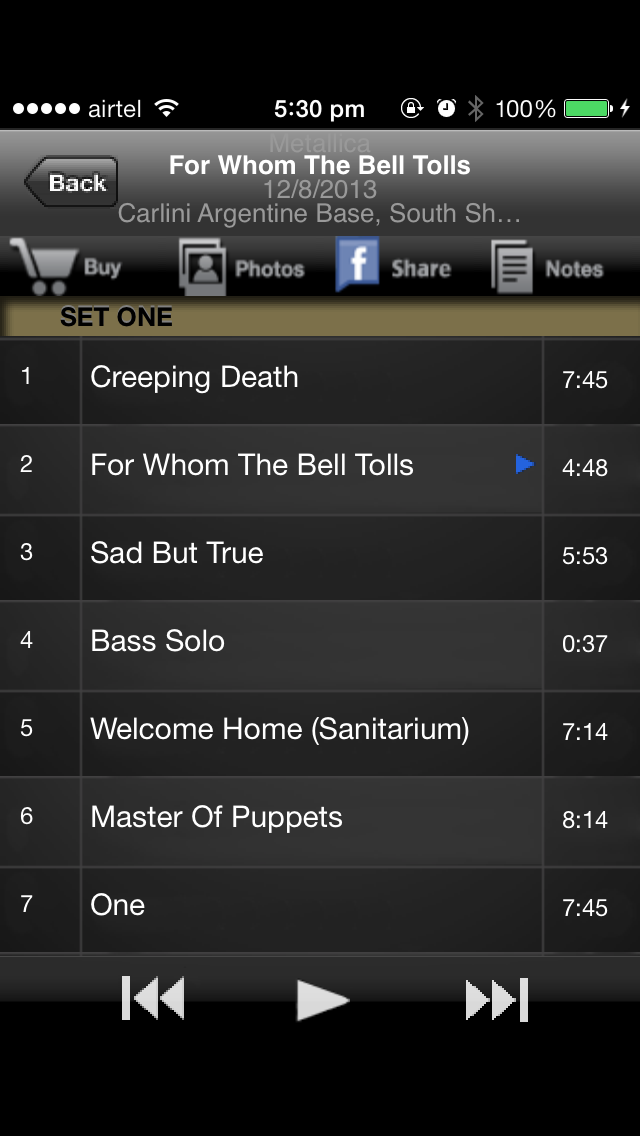 airtel 5:30 pm 100%
Metallica
Back
For Whom The Bell Tolls
12/8/2013
Carlini Argentine Base, South Sh...
Buy Photos f Share Notes
SET ONE
1 Creeping Death 7:45
2 For Whom The Bell Tolls 4:48
3 Sad But True 5:53
4 Bass Solo 0:37
5 Welcome Home (Sanitarium) 7:14
6 Master Of Puppets 8:14
7 One 7:45